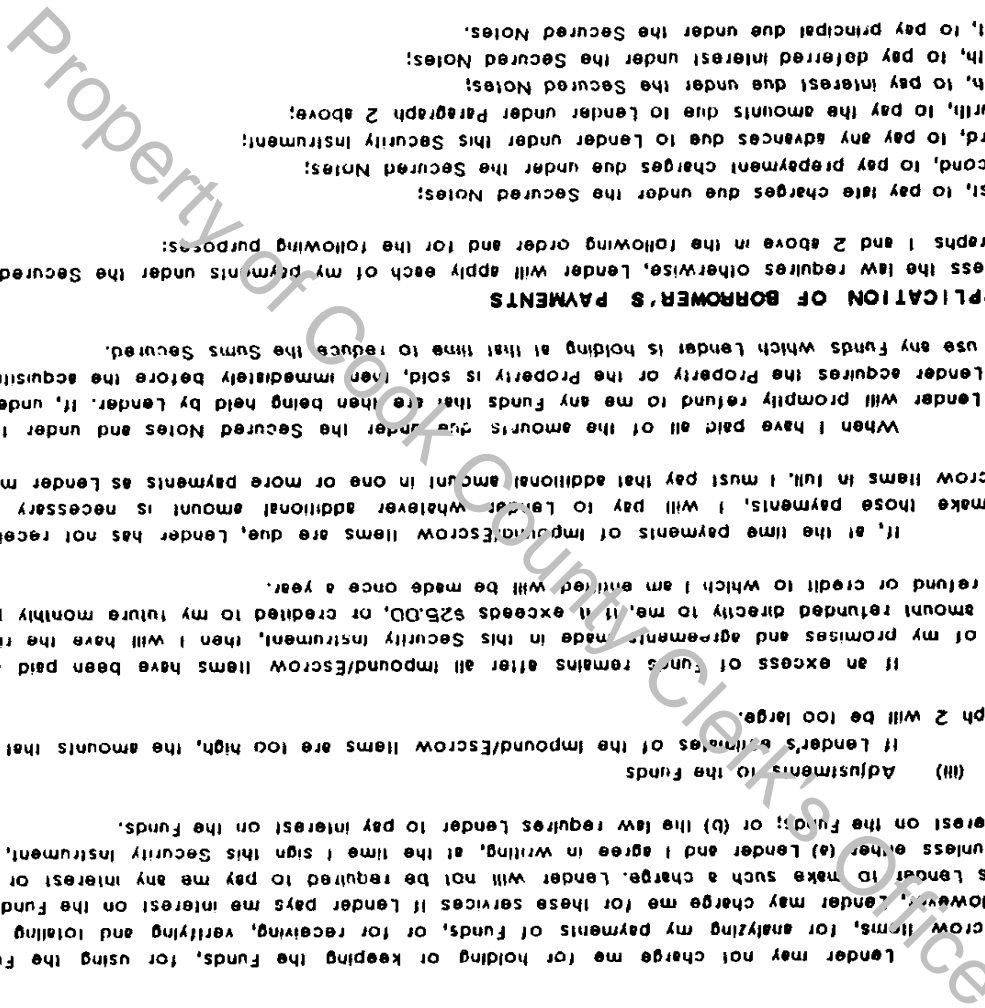 Lender may not charge me for holding or keeping the Funds, for using the F
crow Items, for analyzing my payments of Funds, or for receiving, verifying and totaling
owever, Lender may charge me for these services if Lender pays me interest on the Fund
s Lender to make such a charge. Lender will not be required to pay me any interest or
unless either (a) Lender and I agree in writing, at the time I sign this Security Instrument,
erest on the Funds; or (b) the law requires Lender to pay interest on the Funds.
(iii) Adjustments to the Funds
If Lender's estimates of the Impound/Escrow Items are too high, the amounts that
ph 2 will be too large.
If an excess of Funds remains after all Impound/Escrow Items have been paid
of my promises and agreements made in this Security Instrument, then I will have the ri
amount refunded directly to me, if it exceeds $25.00, or credited to my future monthly
refund or credit to which I am entitled will be made once a year.
If, at the time payments of Impound/Escrow Items are due, Lender has not recei
make those payments, I will pay to Lender whatever additional amount is necessary
crow Items in full. I must pay that additional amount in one or more payments as Lender m
When I have paid all of the amounts due under the Secured Notes and under t
Lender will promptly refund to me any Funds that are then being held by Lender. If, unde
Lender acquires the Property or the Property is sold, then immediately before the acquisiti
use any Funds which Lender is holding at that time to reduce the Sums Secured.
PLICATION OF BORROWER'S PAYMENTS
ess the law requires otherwise, Lender will apply each of my payments under the Secured
graphs 1 and 2 above in the following order and for the following purposes:
st, to pay late charges due under the Secured Notes;
cond, to pay prepayment charges due under the Secured Notes;
rd, to pay any advances due to Lender under this Security Instrument;
urth, to pay the amounts due to Lender under Paragraph 2 above;
h, to pay interest due under the Secured Notes;
th, to pay deferred interest under the Secured Notes;
t, to pay principal due under the Secured Notes.
Property of Cook County Clerk's Office